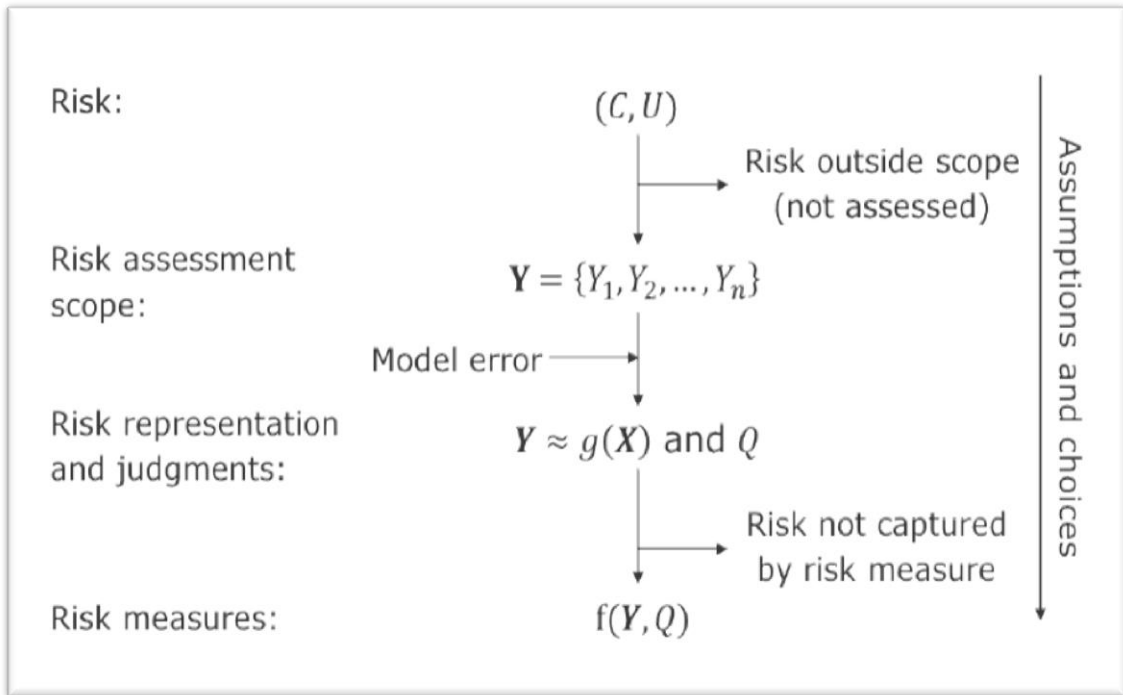 Risk:
(C, U)
Risk outside scope
(not assessed)
Risk assessment
scope:
Y = {Y₁, Y₂, ..., Yₙ}
Model error
Risk representation
and judgments:
Y ≈ g(X) and Q
Risk not captured
by risk measure
Risk measures:
f(Y, Q)
Assumptions and choices